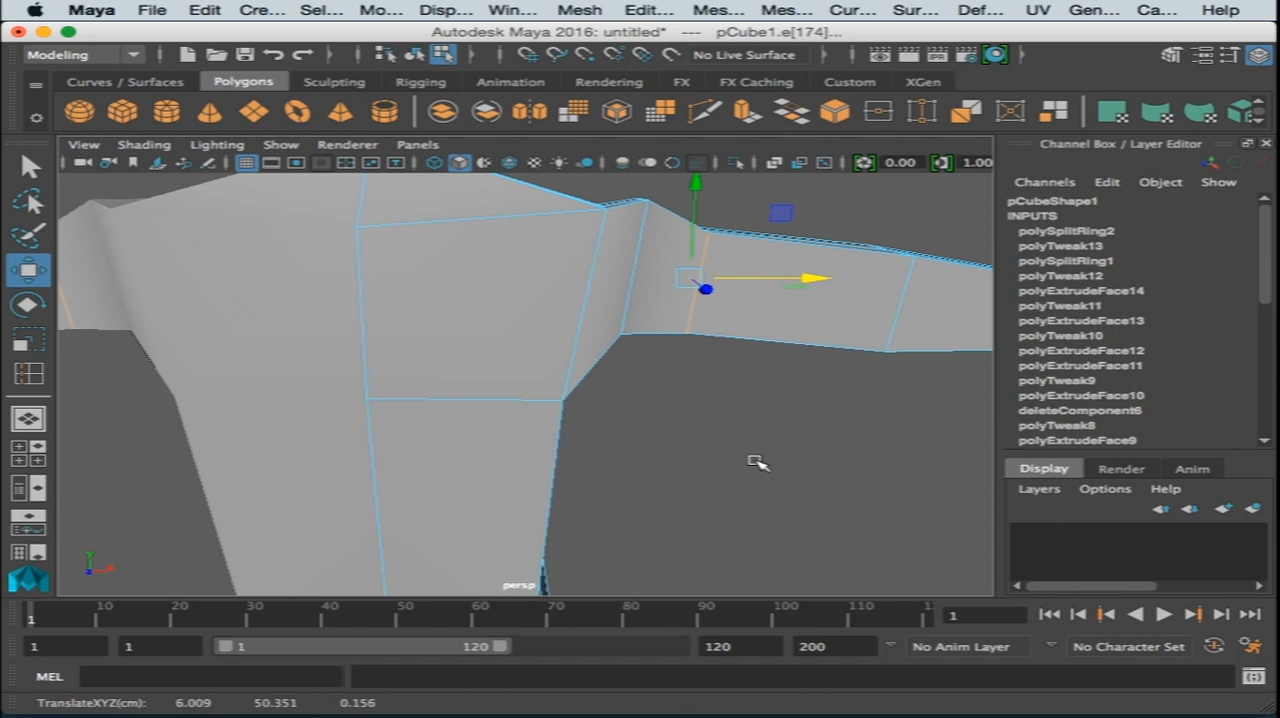 Maya File Edit Cre... Sel... Mo... Disp... Win... Mesh Edit... Mes... Mes... Cur... Sur... Def... UV Gen... Ca... Help
Autodesk Maya 2016: untitled* --- pCube1.e[174]...
Modeling No Live Surface
Curves / Surfaces Polygons Sculpting Rigging Animation Rendering FX FX Caching Custom XGen
View Shading Lighting Show Renderer Panels
0.00 1.00
Channel Box / Layer Editor
Channels Edit Object Show
pCubeShape1
INPUTS
polySplitRing2
polyTweak13
polySplitRing1
polyTweak12
polyExtrudeFace14
polyTweak11
polyExtrudeFace13
polyTweak10
polyExtrudeFace12
polyExtrudeFace11
polyTweak9
polyExtrudeFace10
deleteComponent6
polyTweak8
polyExtrudeFace9
Display Render Anim
Layers Options Help
y
persp
1 10 20 30 40 50 60 70 80 90 100 110 1
1 1 1 120 120 200 No Anim Layer No Character Set
MEL
TranslateXYZ(cm): 6.009 50.351 0.156